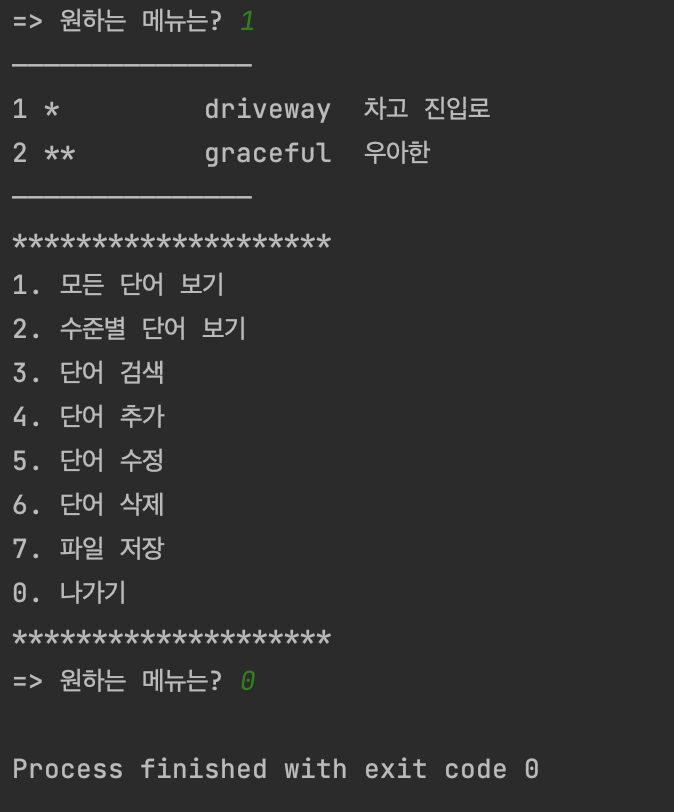 => 원하는 메뉴는? 1
———————————————
1 *         driveway  차고 진입로
2 **        graceful  우아한
———————————————
********************
1. 모든 단어 보기
2. 수준별 단어 보기
3. 단어 검색
4. 단어 추가
5. 단어 수정
6. 단어 삭제
7. 파일 저장
0. 나가기
********************
=> 원하는 메뉴는? 0
Process finished with exit code 0